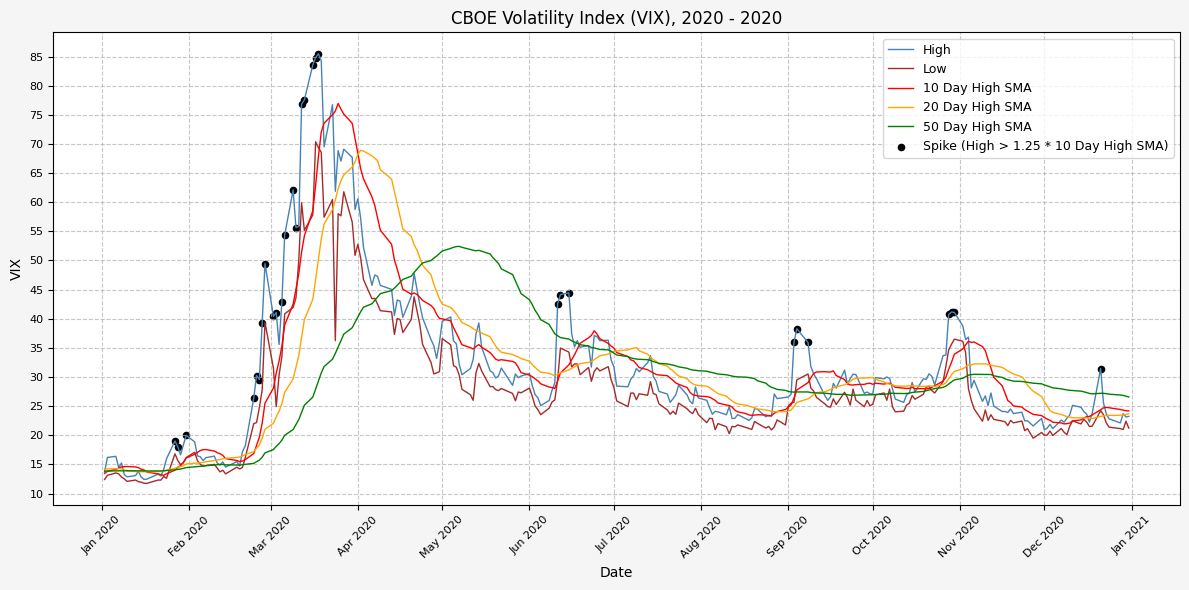 CBOE Volatility Index (VIX), 2020 - 2020
High
Low
10 Day High SMA
20 Day High SMA
50 Day High SMA
Spike (High > 1.25 * 10 Day High SMA)
VIX
85
80
75
70
65
60
55
50
45
40
35
30
25
20
15
10
Jan 2020
Feb 2020
Mar 2020
Apr 2020
May 2020
Jun 2020
Jul 2020
Aug 2020
Sep 2020
Oct 2020
Nov 2020
Dec 2020
Jan 2021
Date